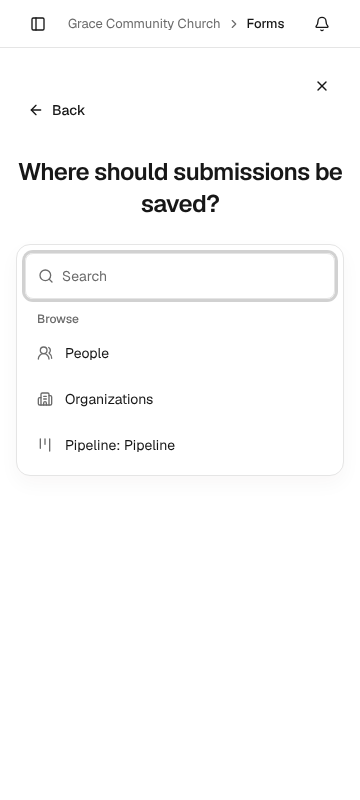 Grace Community Church > Forms
Back
Where should submissions be
saved?
Search
Browse
People
Organizations
Pipeline: Pipeline